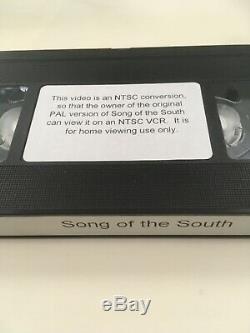 This video is an NTSC conversion,
so that the owner of the original
PAL version of Song of the South
can view it on an NTSC VCR. It is
for home viewing use only.
Song of the South